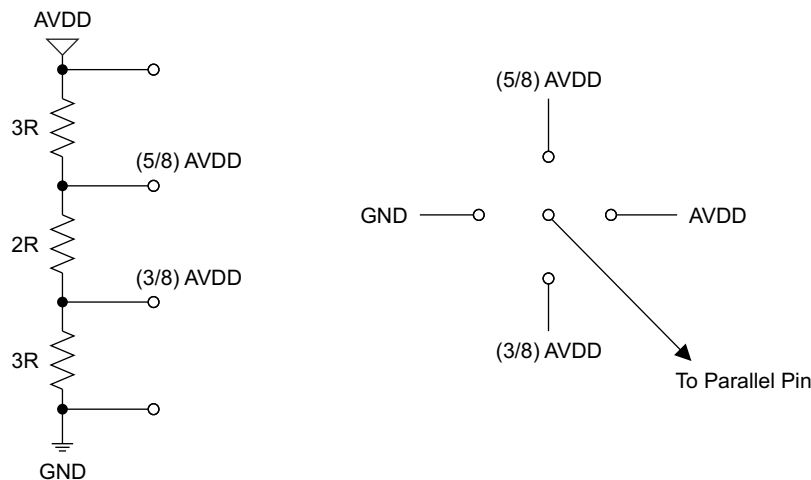 AVDD
3R
(5/8) AVDD
2R
(3/8) AVDD
3R
GND
(5/8) AVDD
GND
AVDD
(3/8) AVDD
To Parallel Pin